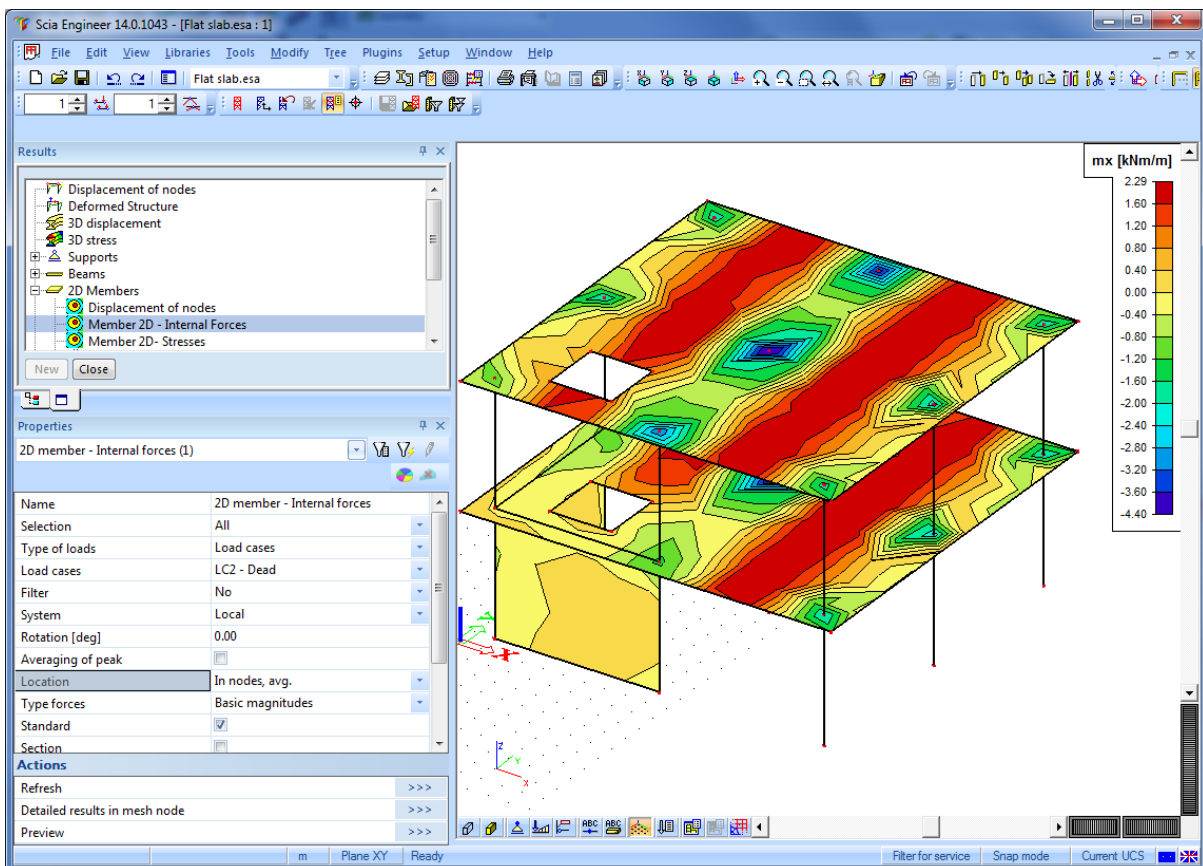 Scia Engineer 14.0.1043 - [Flat slab.esa : 1]
File Edit View Libraries Tools Modify Tree Plugins Setup Window Help
Flat slab.esa
1 1
Results
Displacement of nodes
Deformed Structure
3D displacement
3D stress
Supports
Beams
2D Members
Displacement of nodes
Member 2D - Internal Forces
Member 2D- Stresses
New Close
Properties
2D member - Internal forces (1)
Name 2D member - Internal forces
Selection All
Type of loads Load cases
Load cases LC2 - Dead
Filter No
System Local
Rotation [deg] 0.00
Averaging of peak
Location In nodes, avg.
Type forces Basic magnitudes
Standard
Section
Actions
Refresh >>>
Detailed results in mesh node >>>
Preview >>>
mx [kNm/m]
2.29
1.60
1.20
0.80
0.40
0.00
-0.40
-0.80
-1.20
-1.60
-2.00
-2.40
-2.80
-3.20
-3.60
-4.40
X
Y
z
Y
X
ABC ABC
m Plane XY Ready Filter for service Snap mode Current UCS